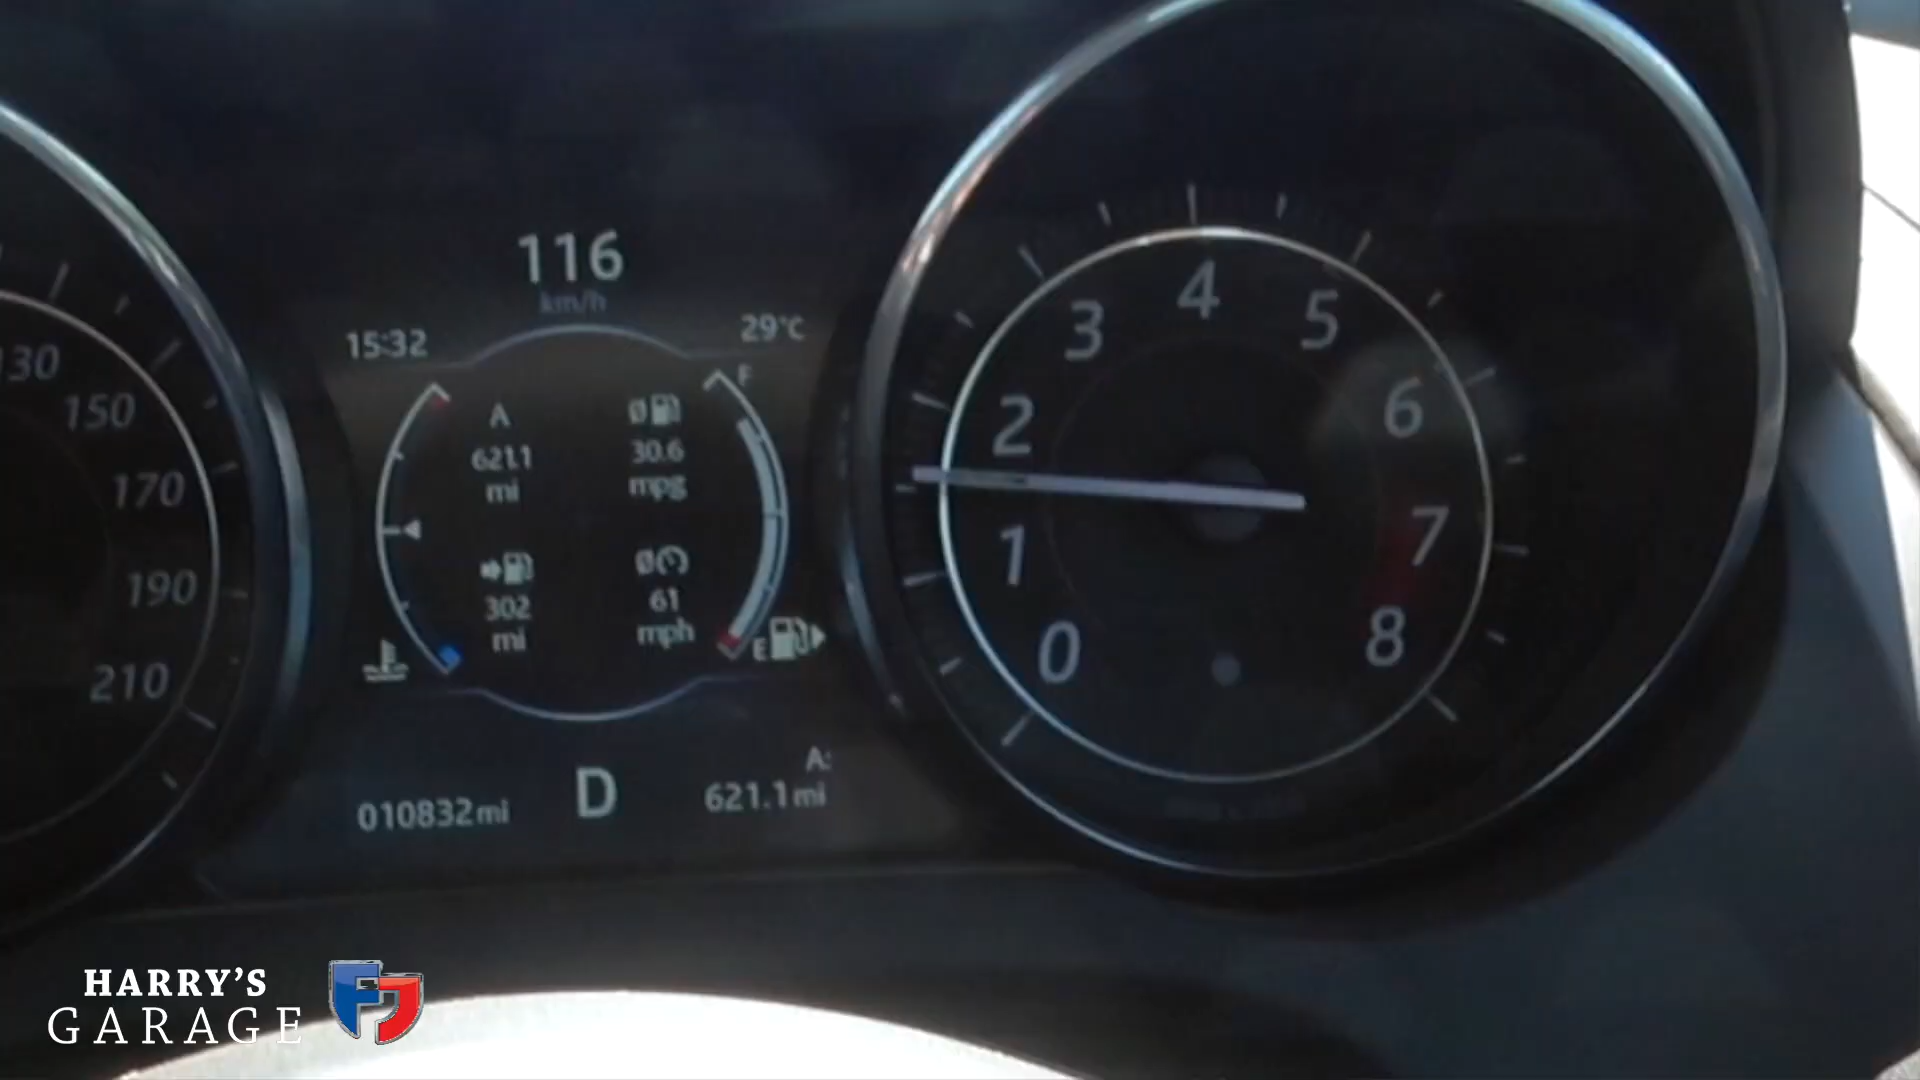 116
km/h
15:32
29°C
F
A
621.1
mi
Ø
30.6
mpg
302
mi
Ø
61
mph
E
010832mi
D
A:
621.1mi
130
150
170
190
210
0
1
2
3
4
5
6
7
8
HARRY'S
GARAGE